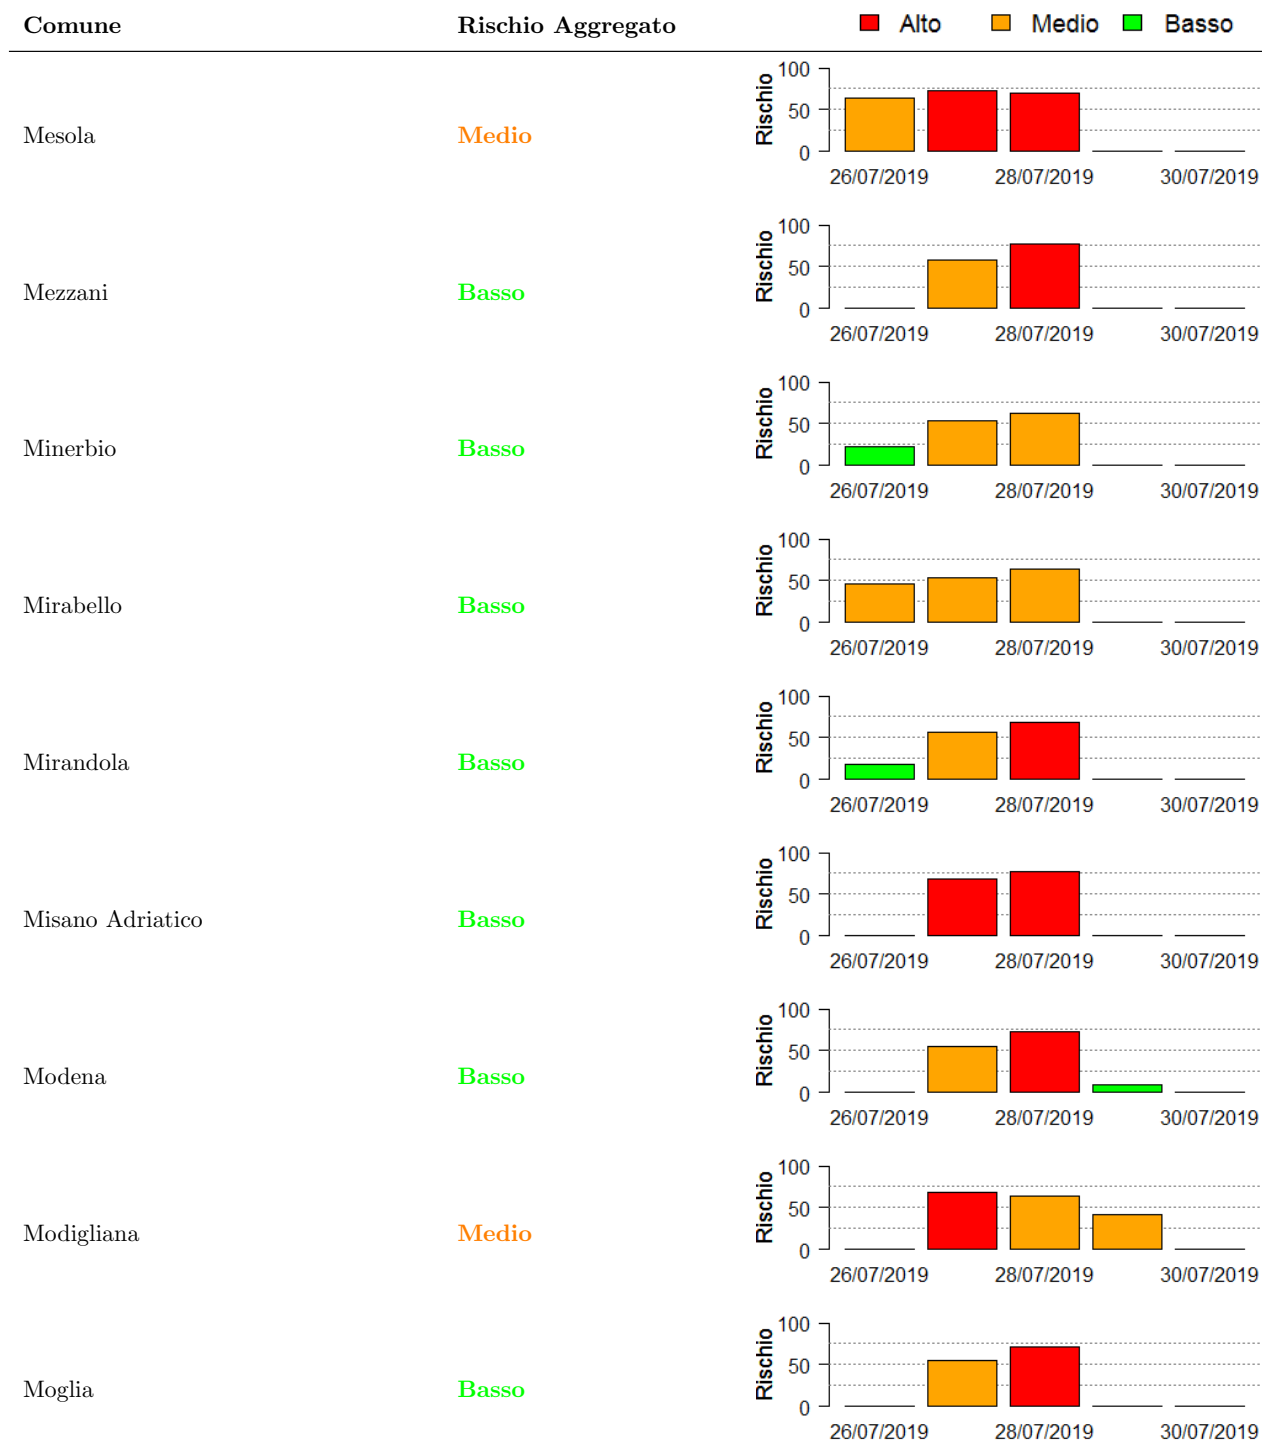 Comune Rischio Aggregato Alto Medio Basso
Mesola Medio Rischio 100 50 0
26/07/2019 28/07/2019 30/07/2019
Mezzani Basso Rischio 100 50 0
26/07/2019 28/07/2019 30/07/2019
Minerbio Basso Rischio 100 50 0
26/07/2019 28/07/2019 30/07/2019
Mirabello Basso Rischio 100 50 0
26/07/2019 28/07/2019 30/07/2019
Mirandola Basso Rischio 100 50 0
26/07/2019 28/07/2019 30/07/2019
Misano Adriatico Basso Rischio 100 50 0
26/07/2019 28/07/2019 30/07/2019
Modena Basso Rischio 100 50 0
26/07/2019 28/07/2019 30/07/2019
Modigliana Medio Rischio 100 50 0
26/07/2019 28/07/2019 30/07/2019
Moglia Basso Rischio 100 50 0
26/07/2019 28/07/2019 30/07/2019